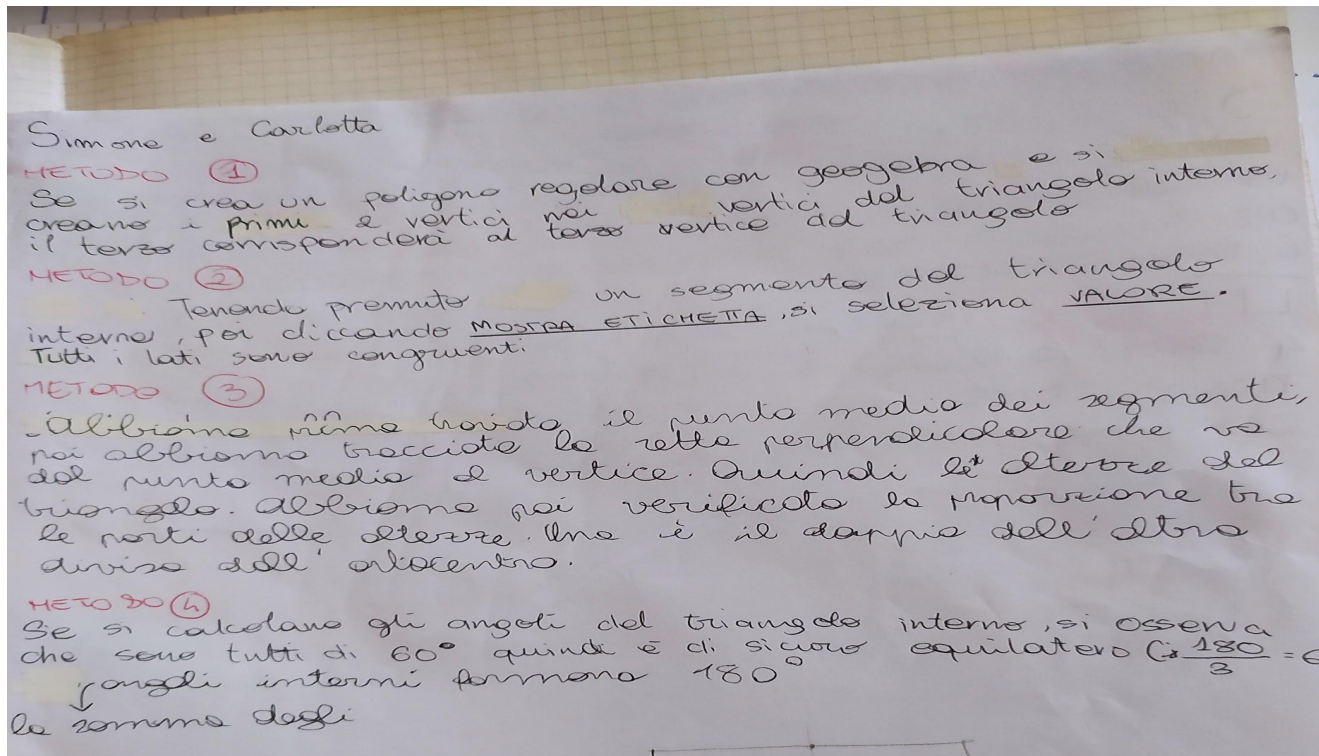 Simone e Carlotta
METODO 1
Se si crea un poligono regolare con geogebra e si
creano i primi 2 vertici nei vertici del triangolo interno,
il terzo corrisponderà al terzo vertice del triangolo
METODO 2
Tenendo premuto un segmento del triangolo
interno, poi cliccando MOSTRA ETICHETTA, si seleziona VALORE.
Tutti i lati sono congruenti.
METODO 3
-Abbiamo prima trovato il punto medio dei segmenti,
poi abbiamo tracciato la retta perpendicolare che va
dal punto medio al vertice. Quindi le altezze del
triangolo. Abbiamo poi verificato la proporzione tra
le parti delle altezze. Una è il doppio dell'altra
divisa dall'ortocentro.
METODO 4
Se si calcolano gli angoli del triangolo interno, si osserva
che sono tutti di 60° quindi è di sicuro equilatero (: 180/3 = 6
angoli interni formano 180°
la somma degli